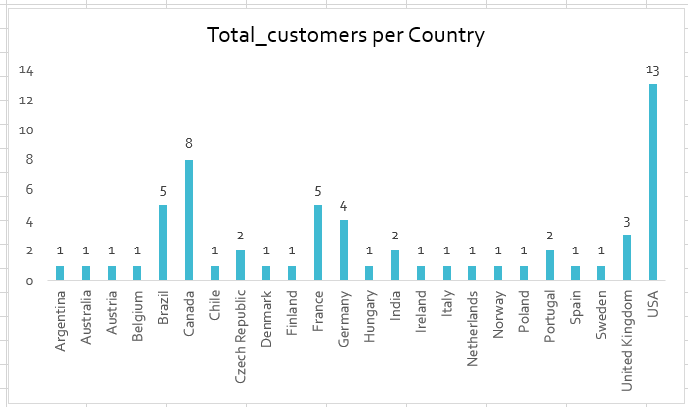 Total_customers per Country
14
12
10
8
6
4
2
0
1
1
1
1
5
8
1
2
1
1
5
4
1
2
1
1
1
1
1
2
1
1
3
13
Argentina
Australia
Austria
Belgium
Brazil
Canada
Chile
Czech Republic
Denmark
Finland
France
Germany
Hungary
India
Ireland
Italy
Netherlands
Norway
Poland
Portugal
Spain
Sweden
United Kingdom
USA